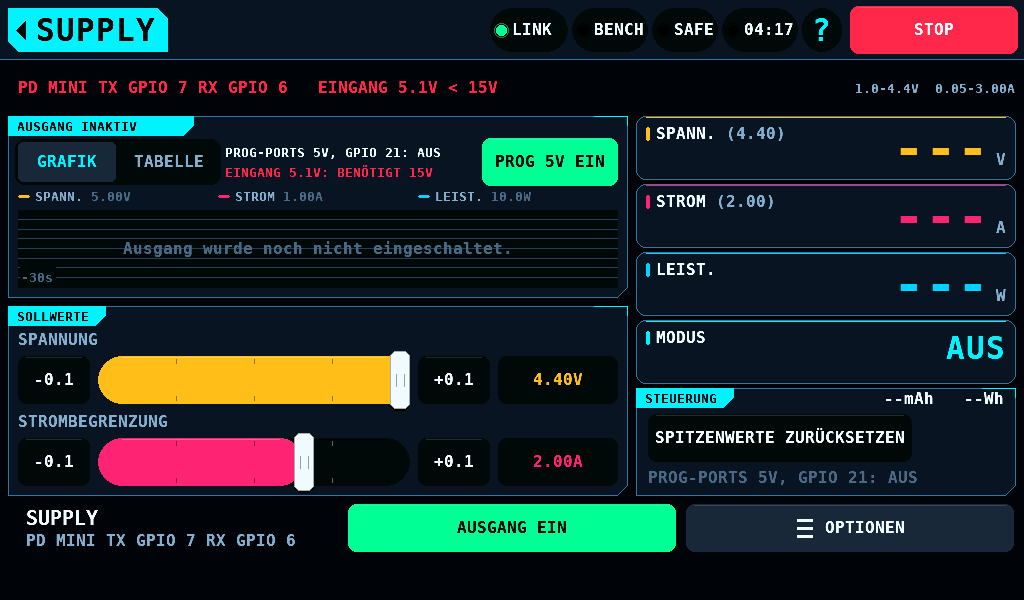 SUPPLY
LINK
BENCH
SAFE
04:17
?
STOP
PD MINI TX GPIO 7 RX GPIO 6 EINGANG 5.1V < 15V
1.0-4.4V 0.05-3.00A
AUSGANG INAKTIV
GRAFIK
TABELLE
PROG-PORTS 5V, GPIO 21: AUS
EINGANG 5.1V: BENÖTIGT 15V
PROG 5V EIN
SPANN. 5.00V
STROM 1.00A
LEIST. 10.0W
Ausgang wurde noch nicht eingeschaltet.
-30s
SPANN. (4.40)
--- V
STROM (2.00)
--- A
LEIST.
--- W
MODUS
AUS
SOLLWERTE
SPANNUNG
-0.1
+0.1
4.40V
STROMBEGRENZUNG
-0.1
+0.1
2.00A
STEUERUNG
--mAh --Wh
SPITZENWERTE ZURÜCKSETZEN
PROG-PORTS 5V, GPIO 21: AUS
SUPPLY
PD MINI TX GPIO 7 RX GPIO 6
AUSGANG EIN
OPTIONEN